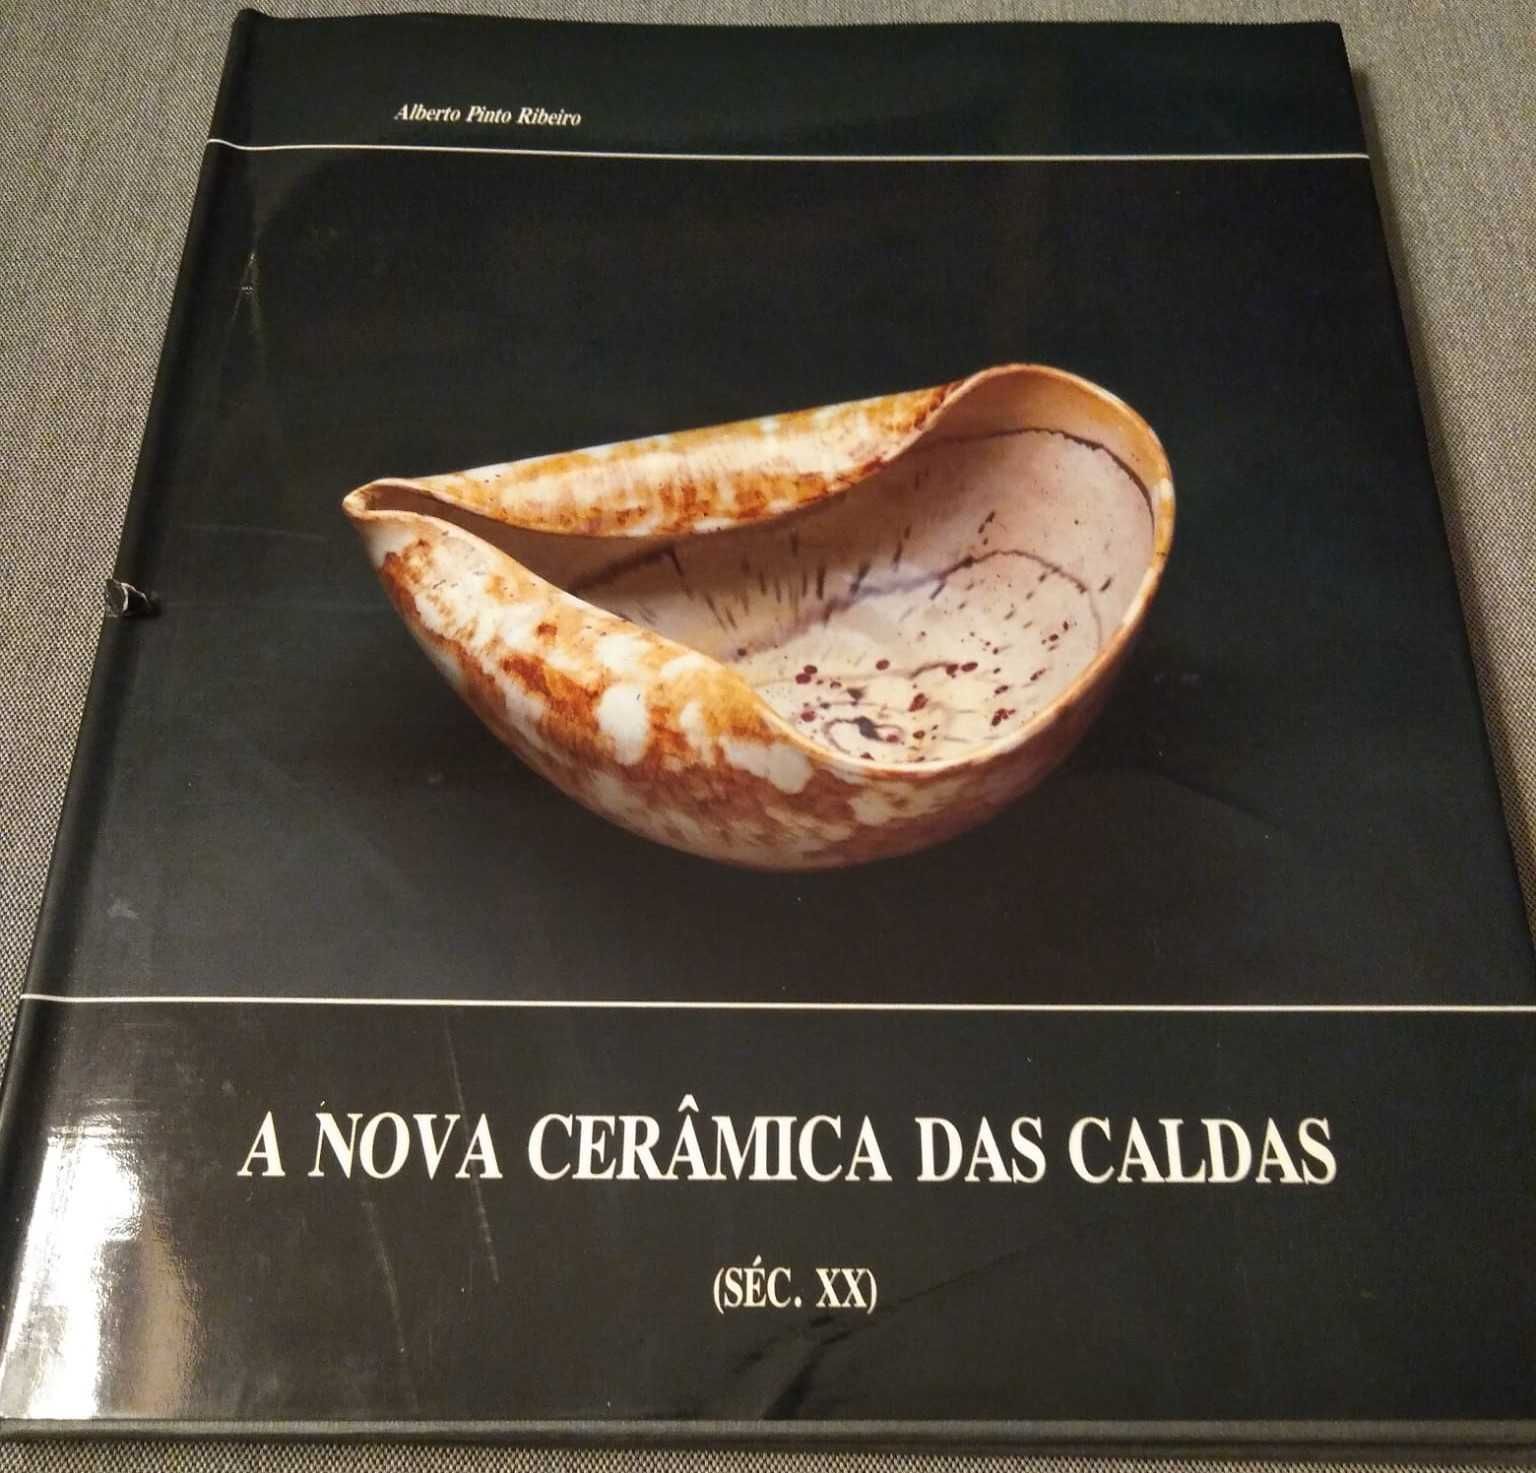 Alberto Pinto Ribeiro
A NOVA CERÂMICA DAS CALDAS
(SÉC. XX)